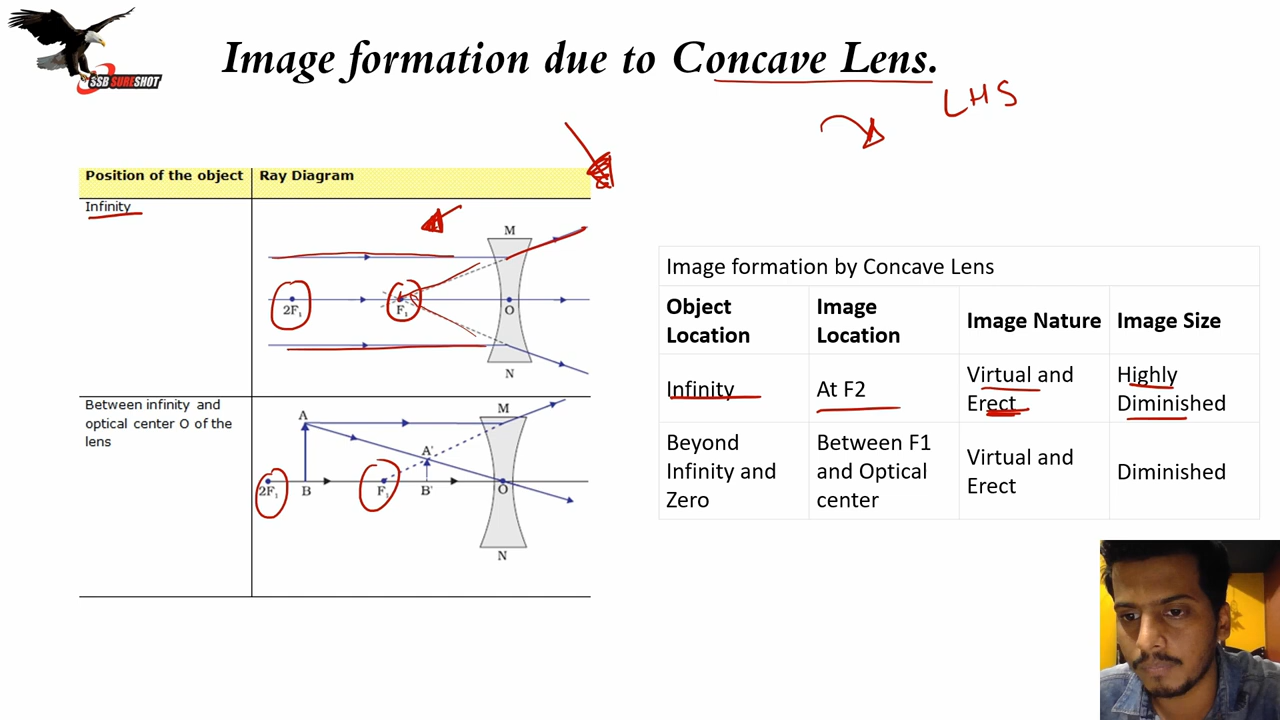 Image formation due to Concave Lens.
SSB SURESHOT
LHS
Position of the object Ray Diagram
Infinity
M
2F₁ F₁ O
N
Between infinity and
optical center O of the
lens
A M
A'
2F₁ B F₁ B' O
N
Image formation by Concave Lens
Object Location Image Location Image Nature Image Size
Infinity At F2 Virtual and Erect Highly Diminished
Beyond Infinity and Zero Between F1 and Optical center Virtual and Erect Diminished